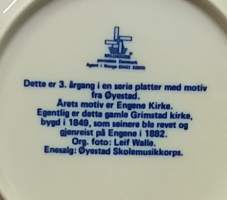 Dette er 3. årgang i en serie platter med motiv
fra Øyestad.
Årets motiv er Engene Kirke.
Egentlig er dette gamle Grimstad kirke,
bygd i 1849, som seinere ble revet og
gjenreist på Engene i 1882.
Org. foto: Leif Walle.
Enesalg: Øyestad Skolemusikkorps.